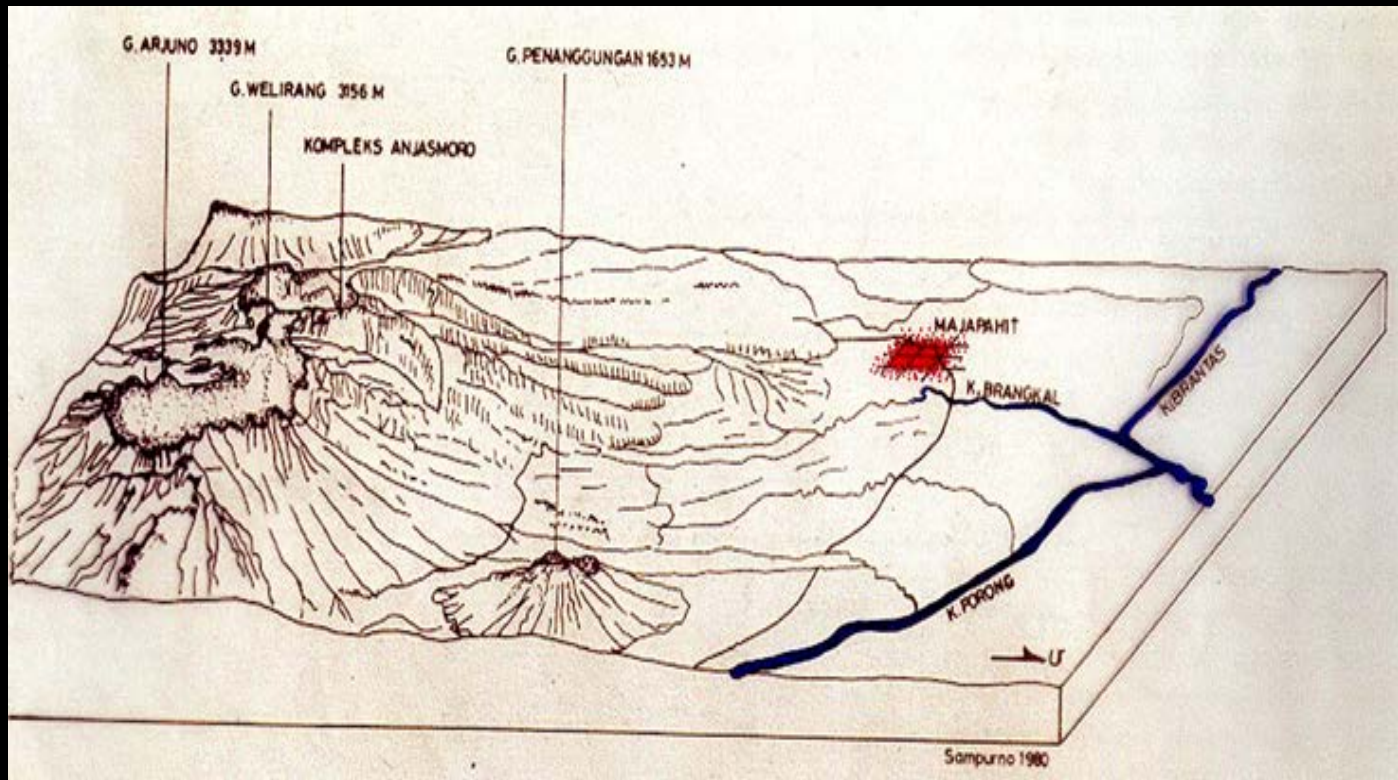 G. ARJUNO 3339 M
G. WELIRANG 3156 M
KOMPLEKS ANJASMORO
G. PENANGGUNGAN 1653 M
MAJAPAHIT
K. BRANGKAL
K. BRANTAS
K. PORONG
U
Sampurno 1980